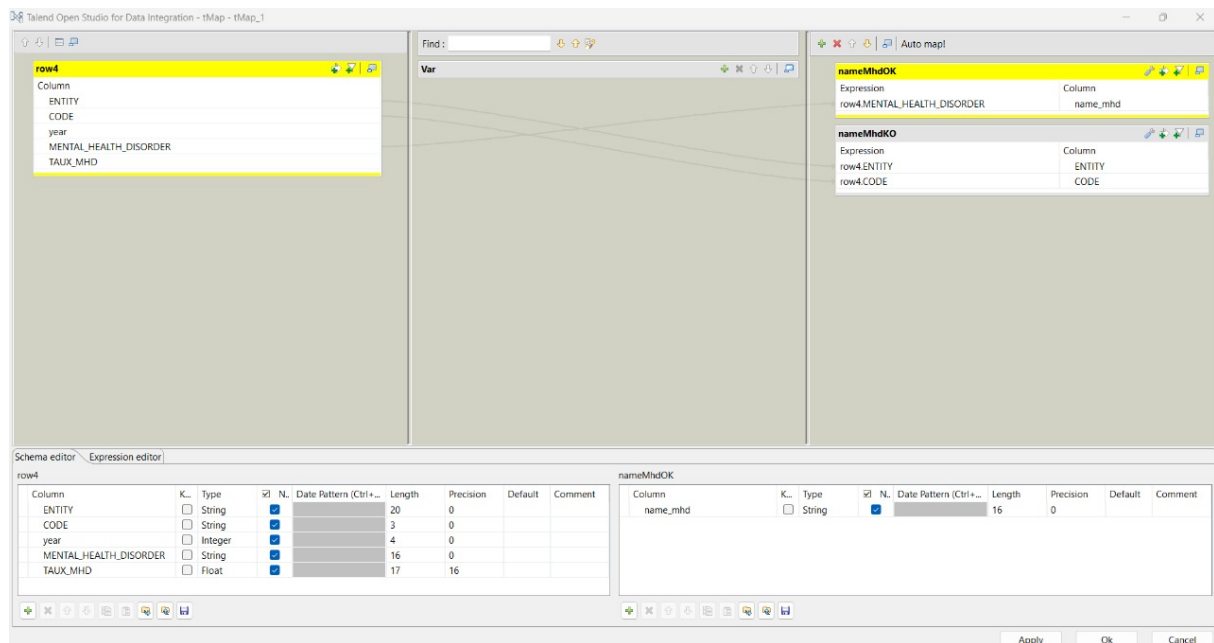 Talend Open Studio for Data Integration - tMap - tMap_1
Find :
Auto map!
row4
Column
ENTITY
CODE
year
MENTAL_HEALTH_DISORDER
TAUX_MHD
Var
nameMhdOK
Expression Column
row4.MENTAL_HEALTH_DISORDER name_mhd
nameMhdKO
Expression Column
row4.ENTITY ENTITY
row4.CODE CODE
Schema editor Expression editor
row4
Column K... Type N.. Date Pattern (Ctrl+... Length Precision Default Comment
ENTITY String 20 0
CODE String 3 0
year Integer 4 0
MENTAL_HEALTH_DISORDER String 16 0
TAUX_MHD Float 17 16
nameMhdOK
Column K... Type N.. Date Pattern (Ctrl+... Length Precision Default Comment
name_mhd String 16 0
Apply Ok Cancel